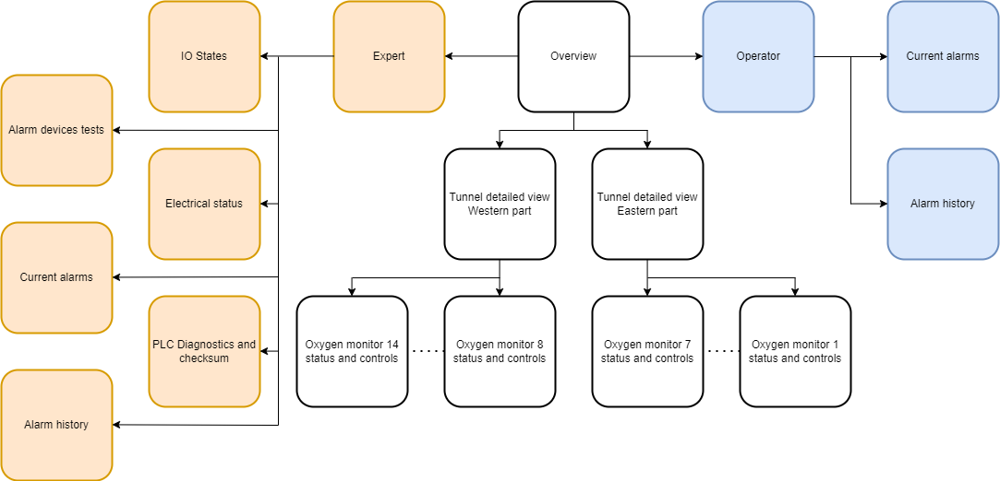 IO States
Expert
Overview
Operator
Current alarms
Alarm devices tests
Electrical status
Tunnel detailed view
Western part
Tunnel detailed view
Eastern part
Alarm history
Current alarms
PLC Diagnostics and
checksum
Oxygen monitor 14
status and controls
Oxygen monitor 8
status and controls
Oxygen monitor 7
status and controls
Oxygen monitor 1
status and controls
Alarm history